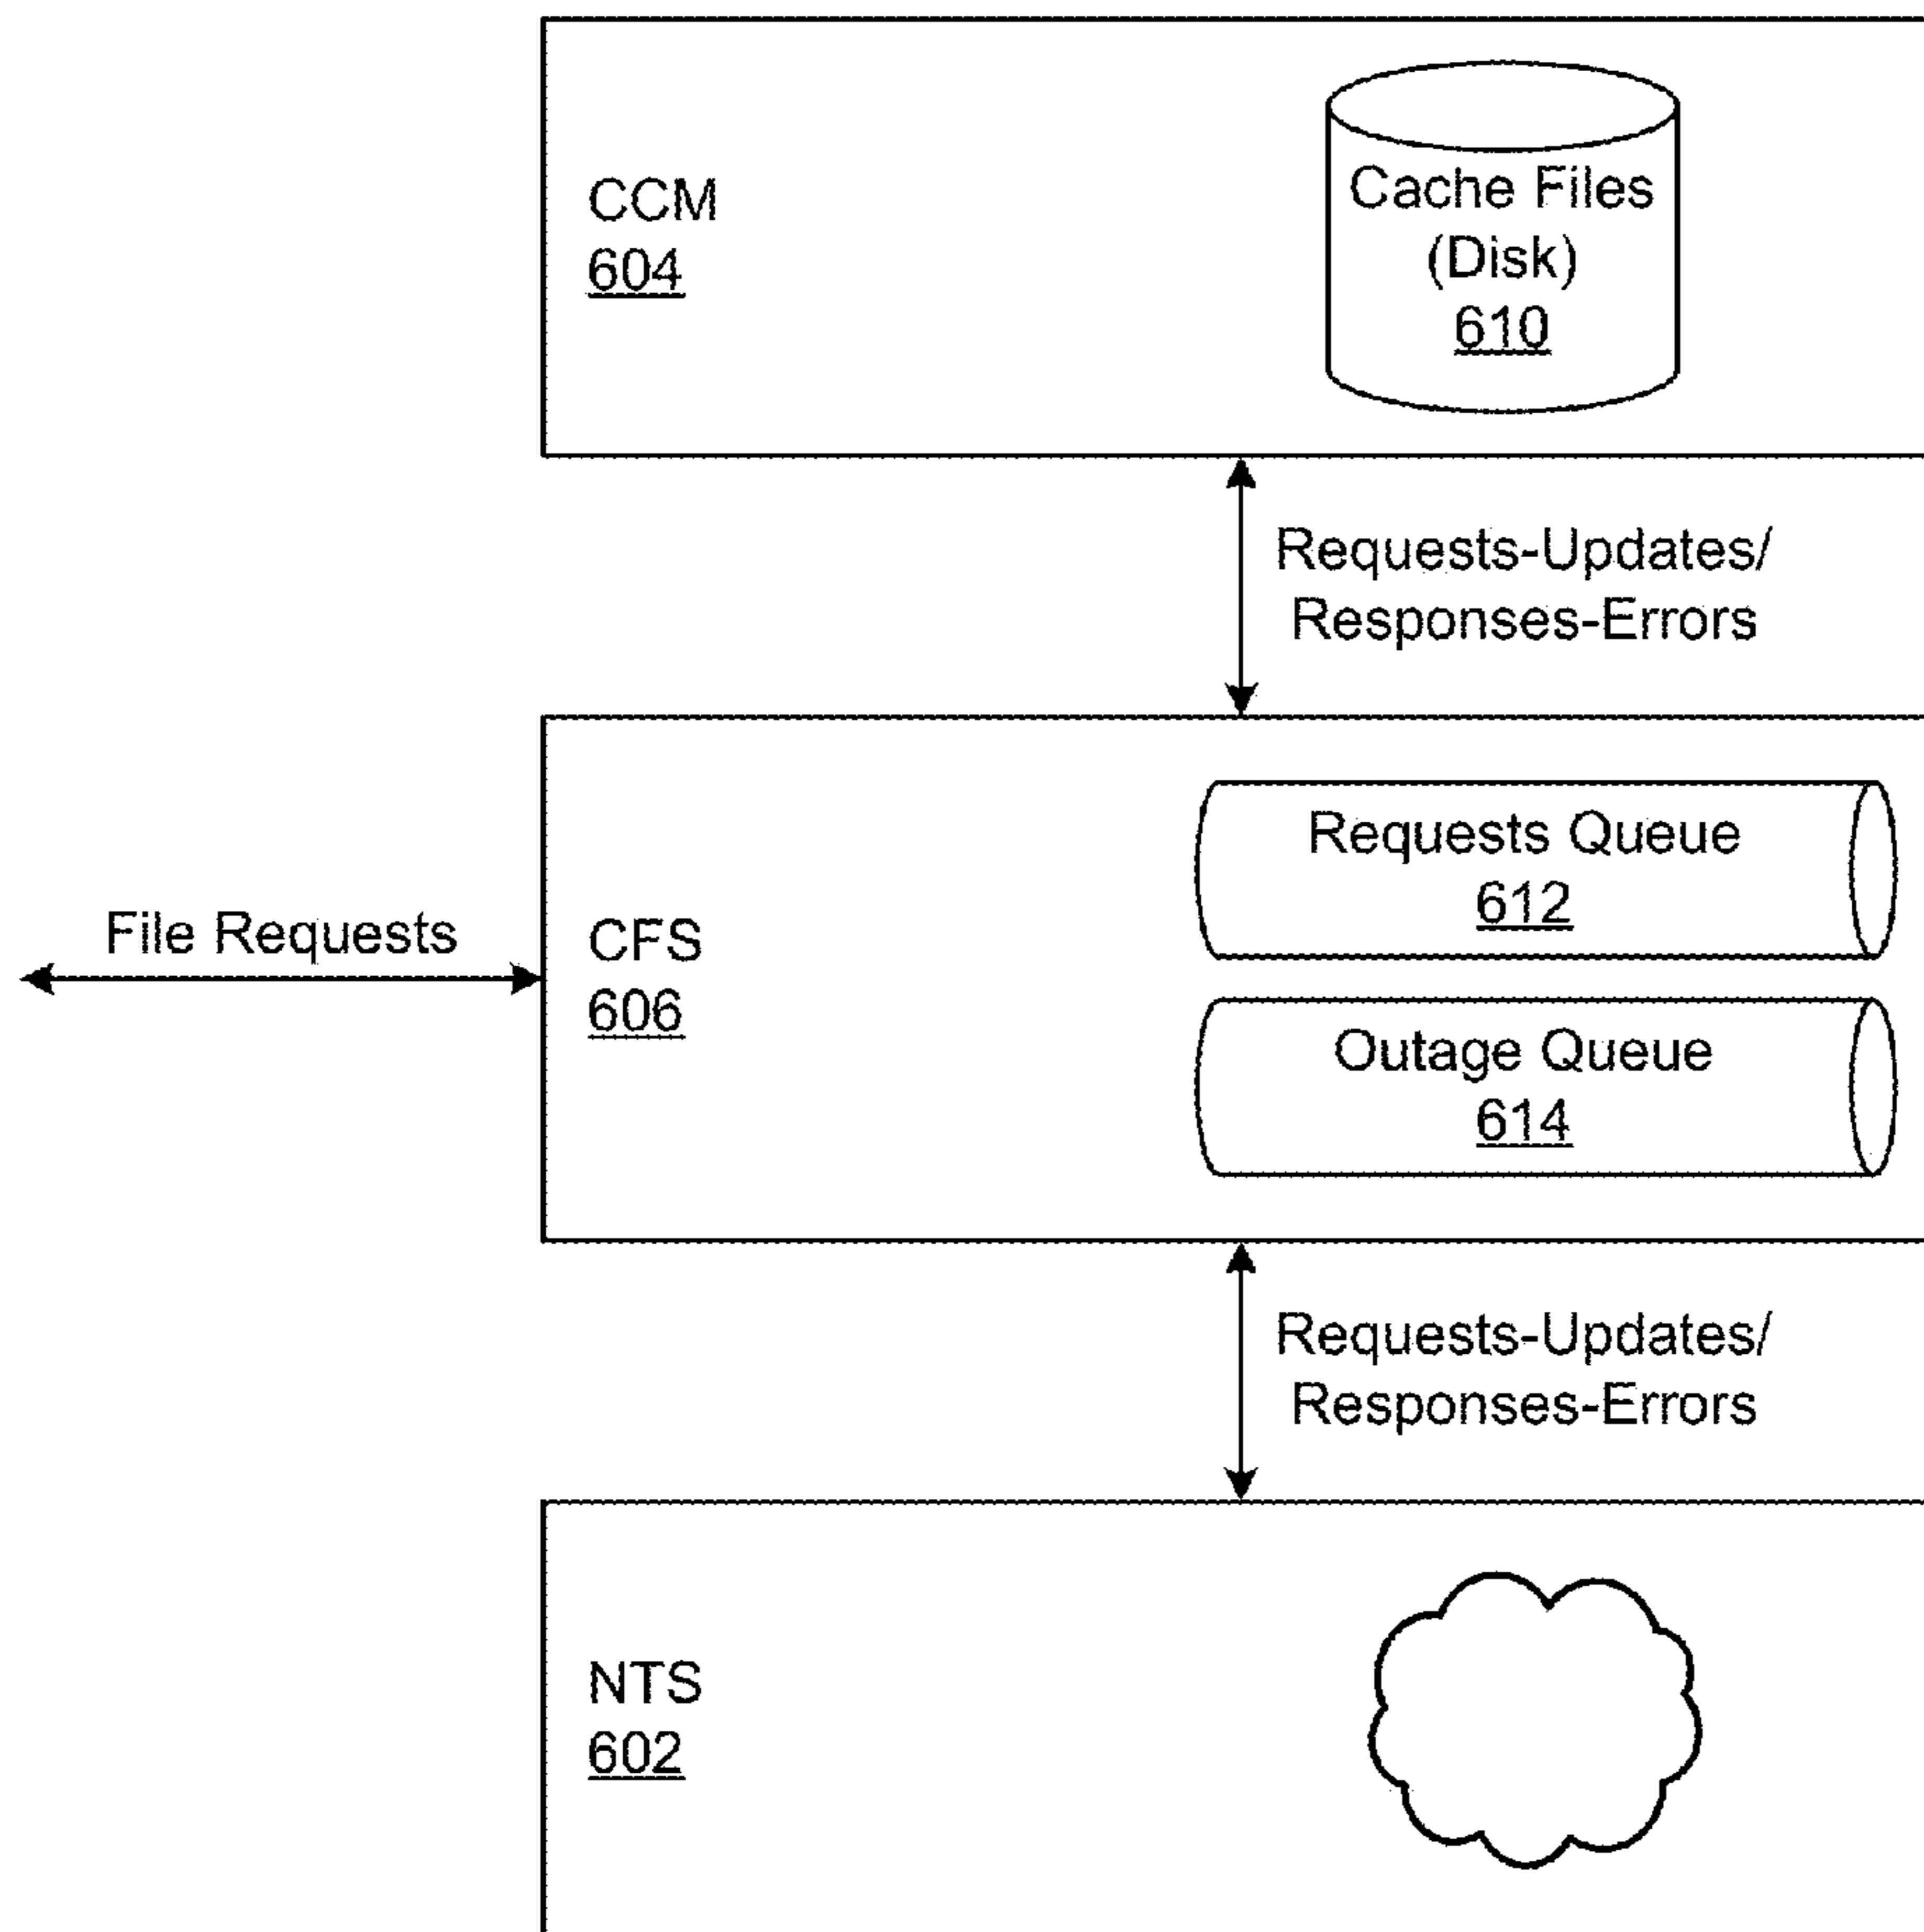 CCM
604
Cache Files
(Disk)
610
Requests-Updates/
Responses-Errors
File Requests
CFS
606
Requests Queue
612
Outage Queue
614
Requests-Updates/
Responses-Errors
NTS
602